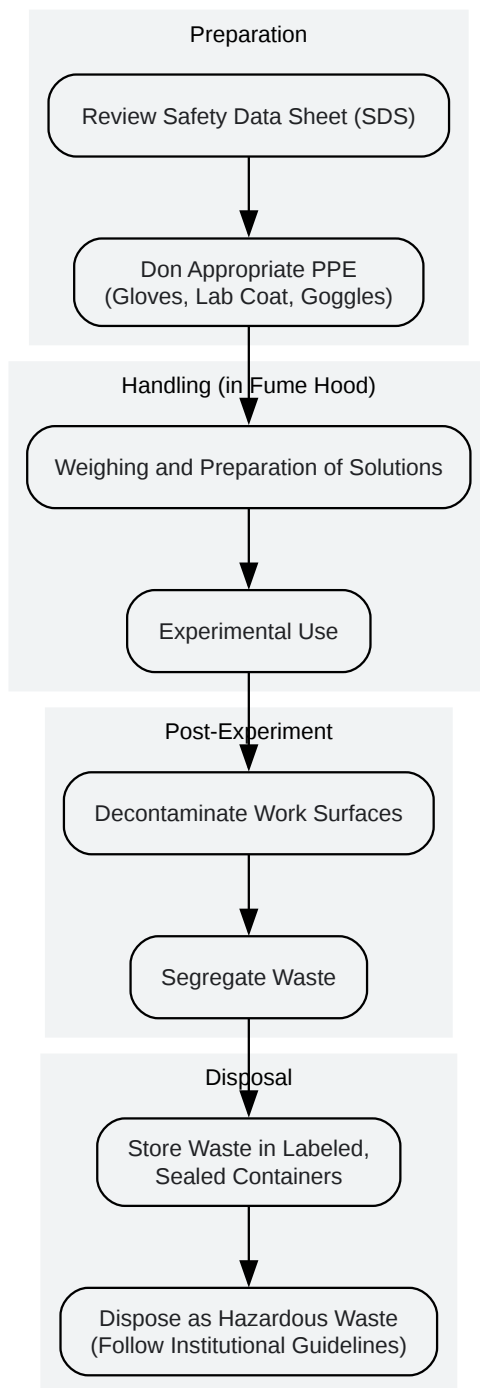 Preparation
Review Safety Data Sheet (SDS)
Don Appropriate PPE
(Gloves, Lab Coat, Goggles)
Handling (in Fume Hood)
Weighing and Preparation of Solutions
Experimental Use
Post-Experiment
Decontaminate Work Surfaces
Segregate Waste
Disposal
Store Waste in Labeled,
Sealed Containers
Dispose as Hazardous Waste
(Follow Institutional Guidelines)